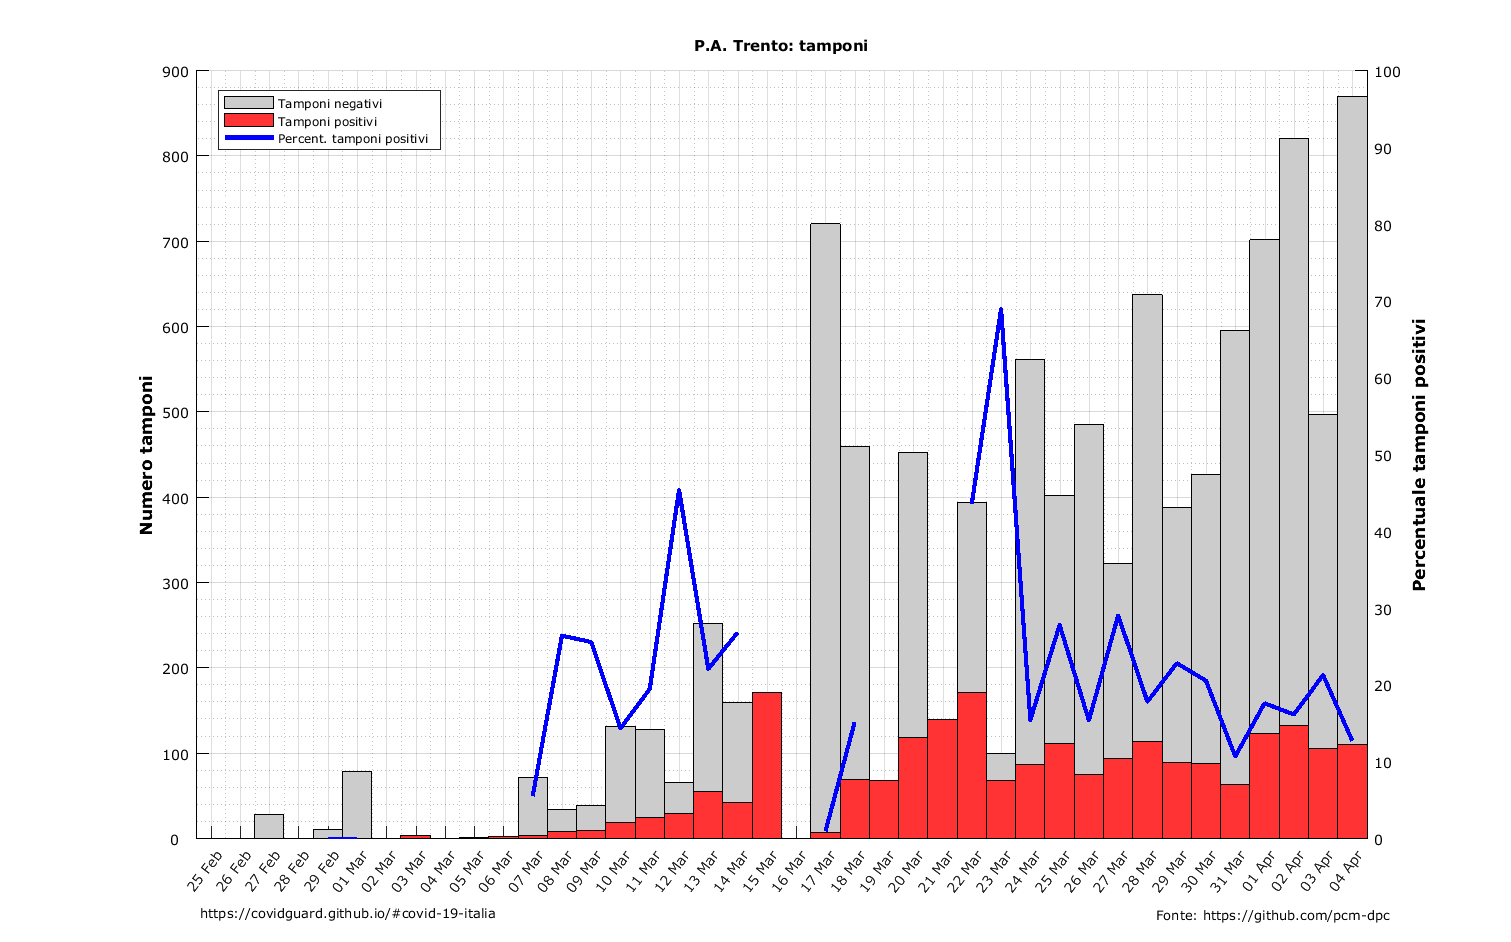 P.A. Trento: tamponi
Tamponi negativi
Tamponi positivi
Percent. tamponi positivi
Numero tamponi
900
800
700
600
500
400
300
200
100
0
Percentuale tamponi positivi
100
90
80
70
60
50
40
30
20
10
0
25 Feb
26 Feb
27 Feb
28 Feb
29 Feb
01 Mar
02 Mar
03 Mar
04 Mar
05 Mar
06 Mar
07 Mar
08 Mar
09 Mar
10 Mar
11 Mar
12 Mar
13 Mar
14 Mar
15 Mar
16 Mar
17 Mar
18 Mar
19 Mar
20 Mar
21 Mar
22 Mar
23 Mar
24 Mar
25 Mar
26 Mar
27 Mar
28 Mar
29 Mar
30 Mar
31 Mar
01 Apr
02 Apr
03 Apr
04 Apr
https://covidguard.github.io/#covid-19-italia
Fonte: https://github.com/pcm-dpc